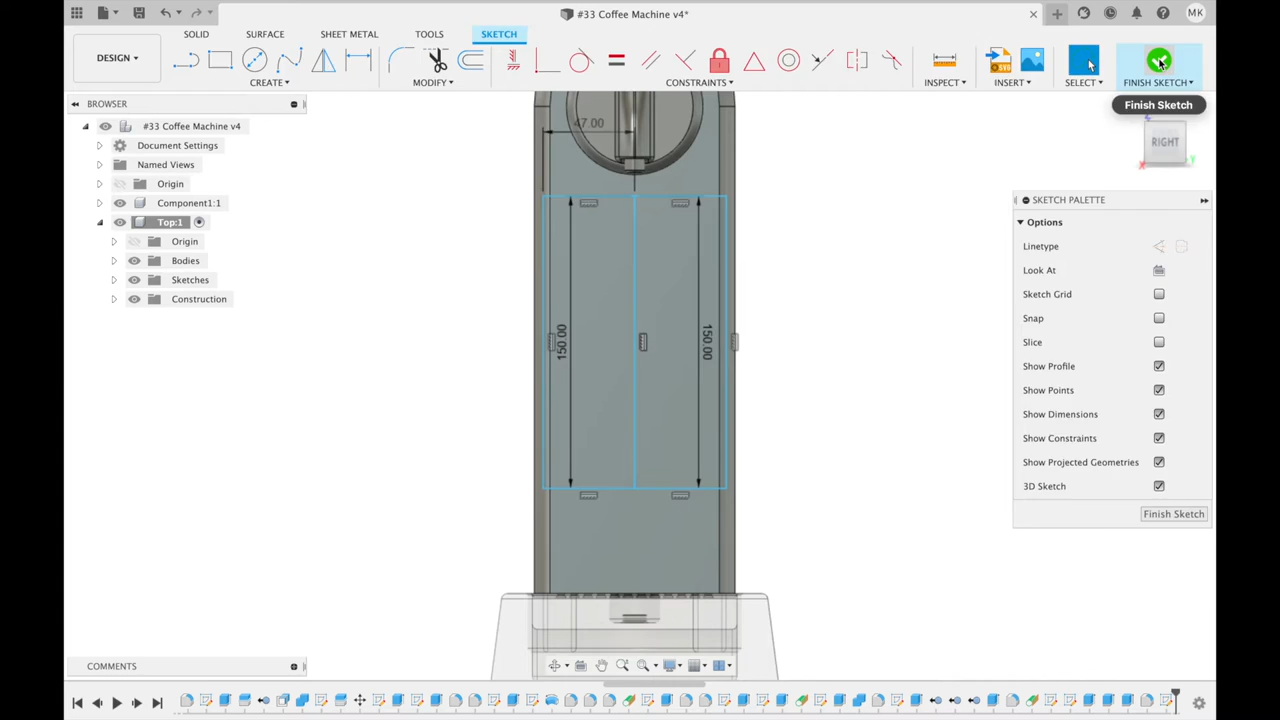 #33 Coffee Machine v4*
MK
SOLID
SURFACE
SHEET METAL
TOOLS
SKETCH
DESIGN
CREATE
MODIFY
CONSTRAINTS
INSPECT
INSERT
SVG
SELECT
FINISH SKETCH
Finish Sketch
BROWSER
#33 Coffee Machine v4
Document Settings
Named Views
Origin
Component1:1
Top:1
Origin
Bodies
Sketches
Construction
47.00
150.00
150.00
RIGHT
X
Y
SKETCH PALETTE
Options
Linetype
Look At
Sketch Grid
Snap
Slice
Show Profile
Show Points
Show Dimensions
Show Constraints
Show Projected Geometries
3D Sketch
Finish Sketch
COMMENTS